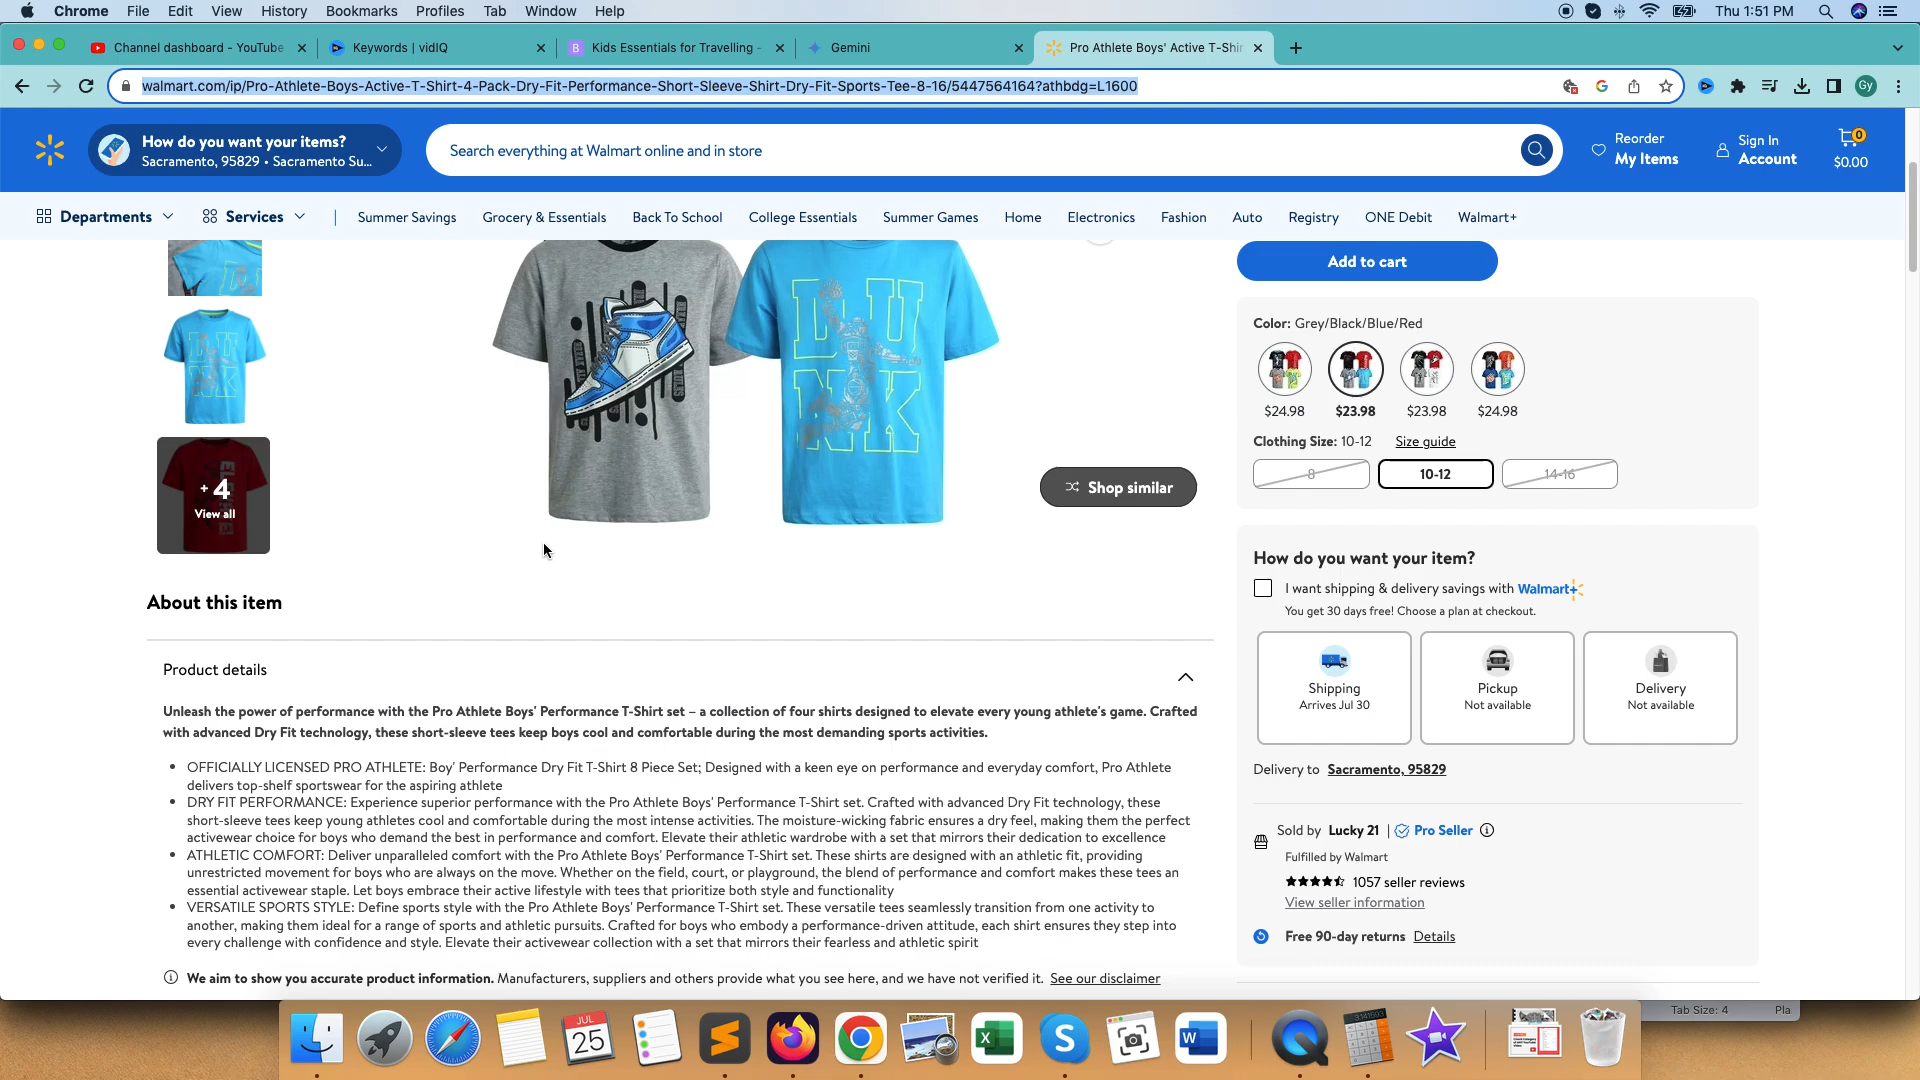 Chrome File Edit View History Bookmarks Profiles Tab Window Help Thu 1:51 PM
Channel dashboard - YouTube Keywords | vidIQ B Kids Essentials for Travelling - Gemini Pro Athlete Boys' Active T-Shir
walmart.com/ip/Pro-Athlete-Boys-Active-T-Shirt-4-Pack-Dry-Fit-Performance-Short-Sleeve-Shirt-Dry-Fit-Sports-Tee-8-16/5447564164?athbdg=L1600 Gy
How do you want your items?
Sacramento, 95829 • Sacramento Su...
Search everything at Walmart online and in store
Reorder
My Items
Sign In
Account
0
$0.00
Departments Services | Summer Savings Grocery & Essentials Back To School College Essentials Summer Games Home Electronics Fashion Auto Registry ONE Debit Walmart+
DU
NK
+4
View all
Shop similar
Add to cart
Color: Grey/Black/Blue/Red
$24.98 $23.98 $23.98 $24.98
Clothing Size: 10-12 Size guide
8 10-12 14-16
How do you want your item?
I want shipping & delivery savings with Walmart+
You get 30 days free! Choose a plan at checkout.
Shipping
Arrives Jul 30
Pickup
Not available
Delivery
Not available
Delivery to Sacramento, 95829
Sold by Lucky 21 | Pro Seller
Fulfilled by Walmart
1057 seller reviews
View seller information
Free 90-day returns Details
About this item
Product details
Unleash the power of performance with the Pro Athlete Boys' Performance T-Shirt set – a collection of four shirts designed to elevate every young athlete's game. Crafted
with advanced Dry Fit technology, these short-sleeve tees keep boys cool and comfortable during the most demanding sports activities.
• OFFICIALLY LICENSED PRO ATHLETE: Boy' Performance Dry Fit T-Shirt 8 Piece Set; Designed with a keen eye on performance and everyday comfort, Pro Athlete
delivers top-shelf sportswear for the aspiring athlete
• DRY FIT PERFORMANCE: Experience superior performance with the Pro Athlete Boys' Performance T-Shirt set. Crafted with advanced Dry Fit technology, these
short-sleeve tees keep young athletes cool and comfortable during the most intense activities. The moisture-wicking fabric ensures a dry feel, making them the perfect
activewear choice for boys who demand the best in performance and comfort. Elevate their athletic wardrobe with a set that mirrors their dedication to excellence
• ATHLETIC COMFORT: Deliver unparalleled comfort with the Pro Athlete Boys' Performance T-Shirt set. These shirts are designed with an athletic fit, providing
unrestricted movement for boys who are always on the move. Whether on the field, court, or playground, the blend of performance and comfort makes these tees an
essential activewear staple. Let boys embrace their active lifestyle with tees that prioritize both style and functionality
• VERSATILE SPORTS STYLE: Define sports style with the Pro Athlete Boys' Performance T-Shirt set. These versatile tees seamlessly transition from one activity to
another, making them ideal for a range of sports and athletic pursuits. Crafted for boys who embody a performance-driven attitude, each shirt ensures they step into
every challenge with confidence and style. Elevate their activewear collection with a set that mirrors their fearless and athletic spirit
We aim to show you accurate product information. Manufacturers, suppliers and others provide what you see here, and we have not verified it. See our disclaimer
Tab Size: 4 Pla
JUL
25